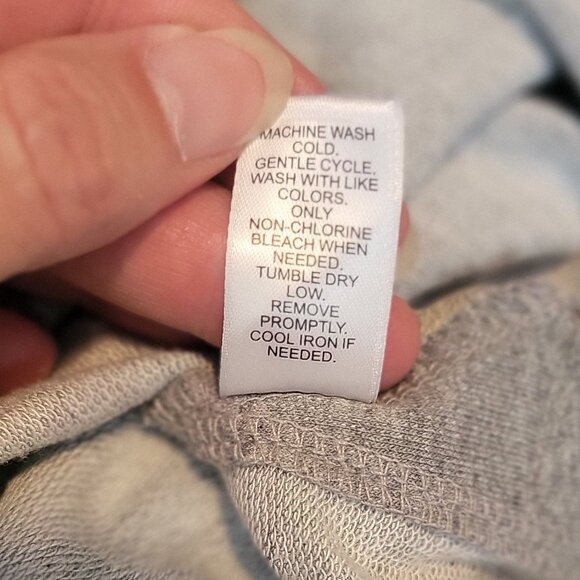 MACHINE WASH
COLD.
GENTLE CYCLE.
WASH WITH LIKE
COLORS.
ONLY
NON-CHLORINE
BLEACH WHEN
NEEDED.
TUMBLE DRY
LOW.
REMOVE
PROMPTLY.
COOL IRON IF
NEEDED.